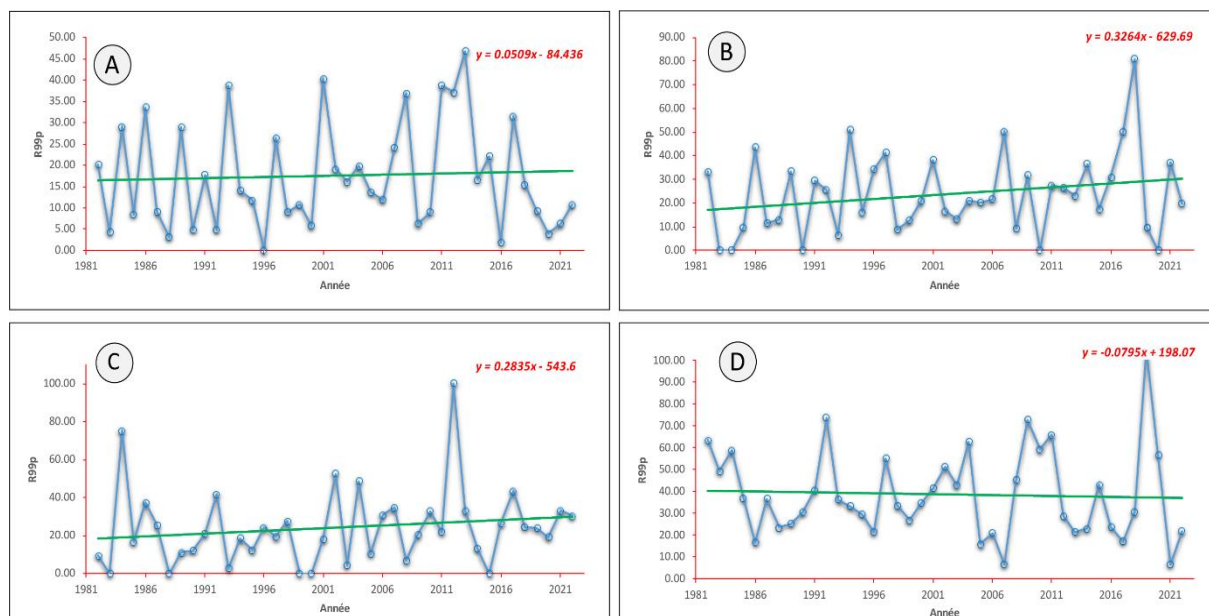 A
y = 0.0509x - 84.436
50.00
45.00
40.00
35.00
30.00
25.00
20.00
15.00
10.00
5.00
0.00
R99p
1981 1986 1991 1996 2001 2006 2011 2016 2021
Année
B
y = 0.3264x - 629.69
90.00
80.00
70.00
60.00
50.00
40.00
30.00
20.00
10.00
0.00
R99p
1981 1986 1991 1996 2001 2006 2011 2016 2021
Année
C
y = 0.2835x - 543.6
100.00
80.00
60.00
40.00
20.00
0.00
R99p
1981 1986 1991 1996 2001 2006 2011 2016 2021
Année
D
y = -0.0795x + 198.07
100.00
90.00
80.00
70.00
60.00
50.00
40.00
30.00
20.00
10.00
0.00
R99p
1981 1986 1991 1996 2001 2006 2011 2016 2021
Année